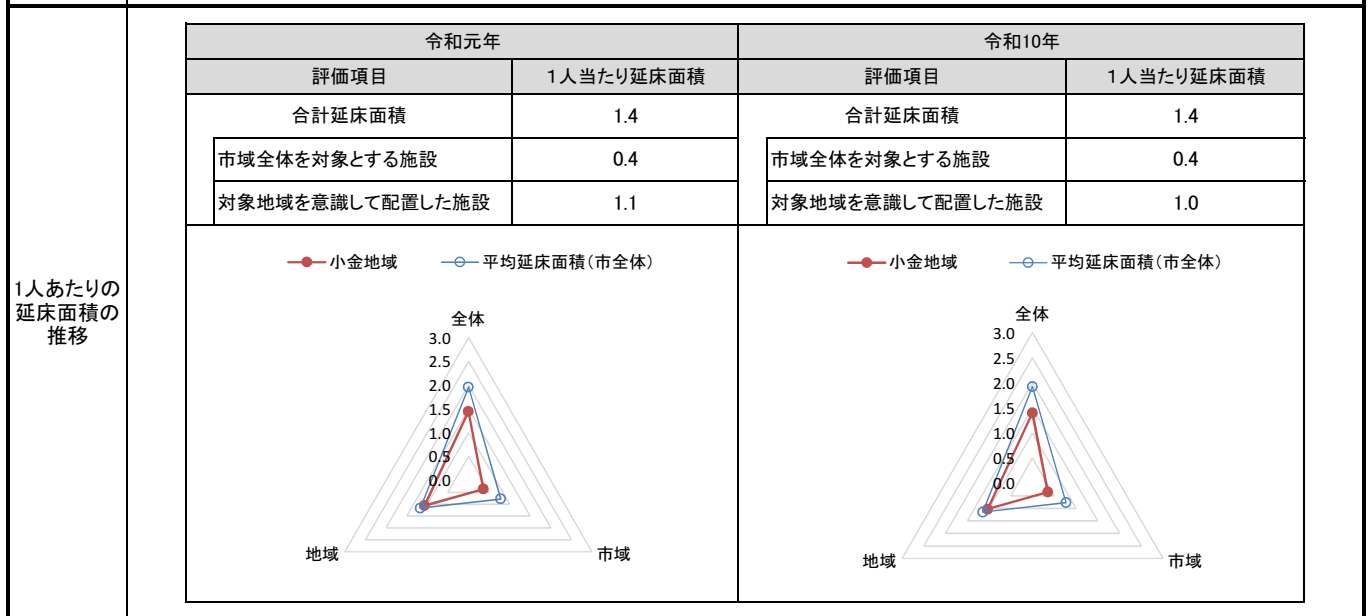 令和元年 令和10年
評価項目 1人当たり延床面積 評価項目 1人当たり延床面積
合計延床面積 1.4 合計延床面積 1.4
市域全体を対象とする施設 0.4 市域全体を対象とする施設 0.4
対象地域を意識して配置した施設 1.1 対象地域を意識して配置した施設 1.0
1人あたりの
延床面積の
推移
小金地域 平均延床面積(市全体)
全体
3.0
2.5
2.0
1.5
1.0
0.5
0.0
地域 市域
小金地域 平均延床面積(市全体)
全体
3.0
2.5
2.0
1.5
1.0
0.5
0.0
地域 市域